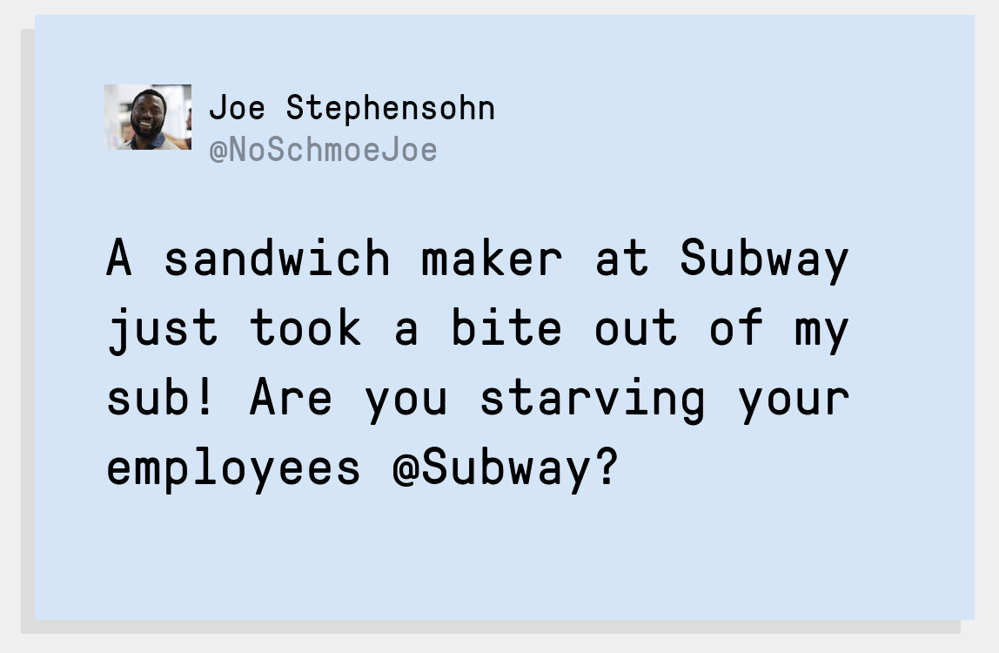 Joe Stephensohn
@NoSchmoeJoe
A sandwich maker at Subway
just took a bite out of my
sub! Are you starving your
employees @Subway?